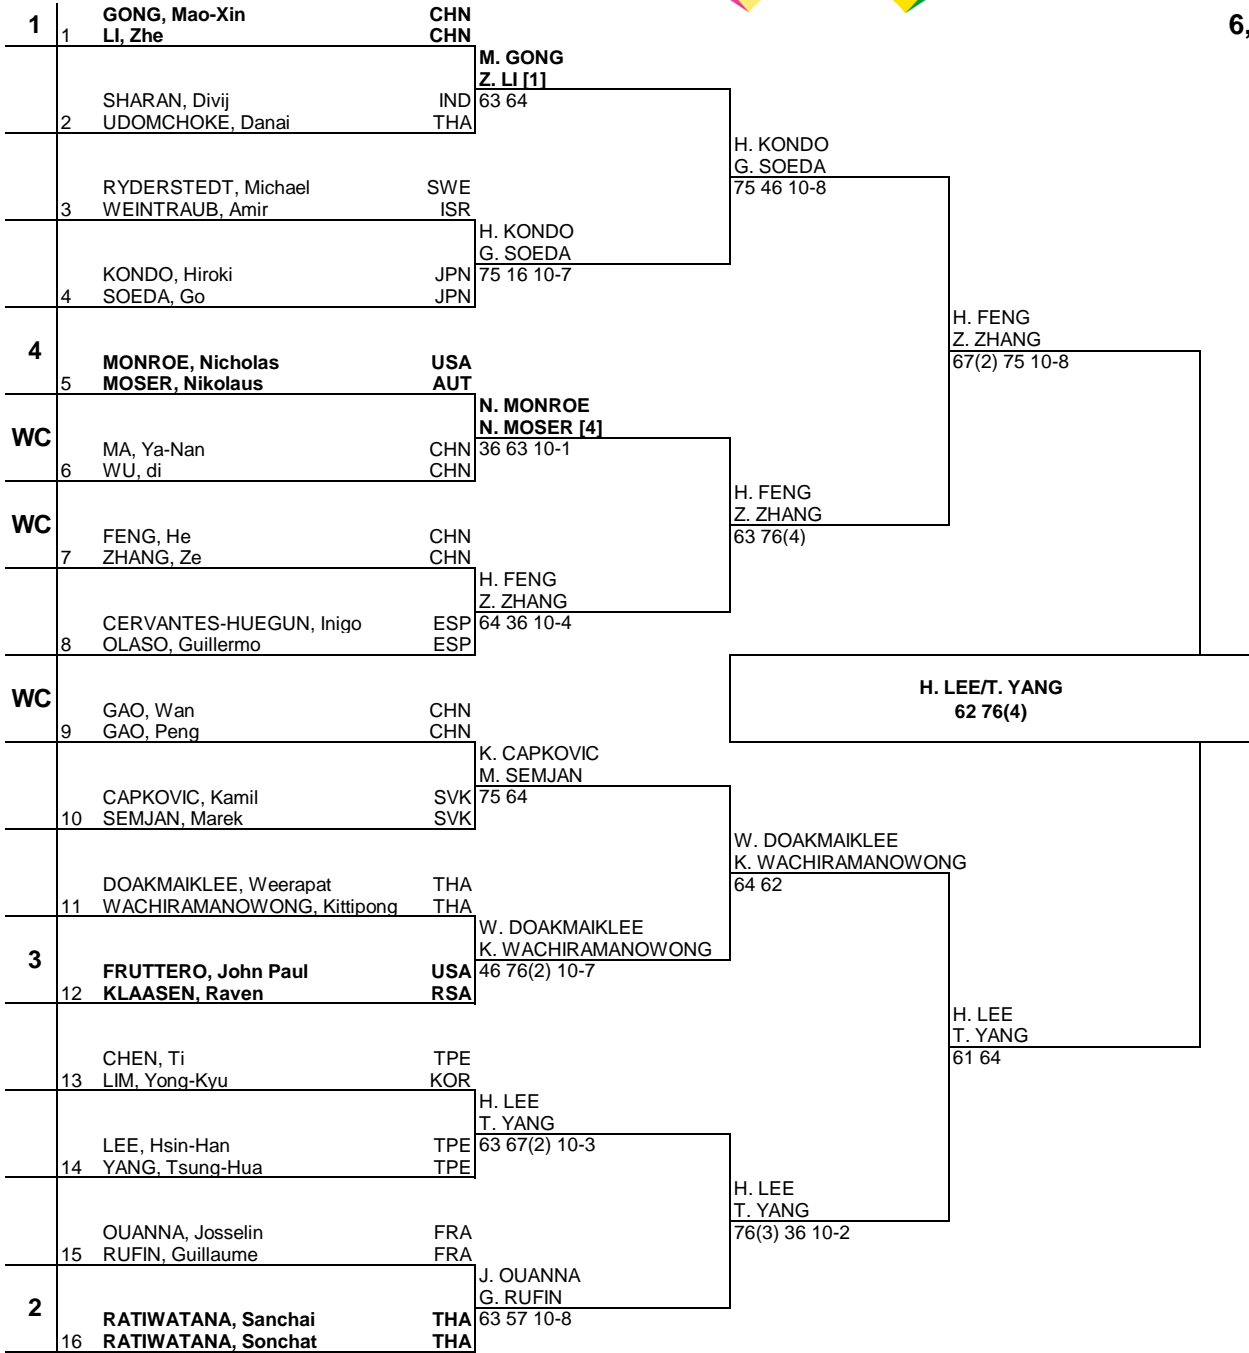 1 GONG, Mao-Xin CHN
1 LI, Zhe CHN
6,
M. GONG
Z. LI [1]
63 64
SHARAN, Divij IND
2 UDOMCHOKE, Danai THA
H. KONDO
G. SOEDA
75 46 10-8
RYDERSTEDT, Michael SWE
3 WEINTRAUB, Amir ISR
H. KONDO
G. SOEDA
75 16 10-7
KONDO, Hiroki JPN
4 SOEDA, Go JPN
H. FENG
Z. ZHANG
67(2) 75 10-8
4
MONROE, Nicholas USA
5 MOSER, Nikolaus AUT
N. MONROE
N. MOSER [4]
36 63 10-1
WC
MA, Ya-Nan CHN
6 WU, di CHN
H. FENG
Z. ZHANG
63 76(4)
WC
FENG, He CHN
7 ZHANG, Ze CHN
H. FENG
Z. ZHANG
64 36 10-4
CERVANTES-HUEGUN, Inigo ESP
8 OLASO, Guillermo ESP
H. LEE/T. YANG
62 76(4)
WC
GAO, Wan CHN
9 GAO, Peng CHN
K. CAPKOVIC
M. SEMJAN
75 64
CAPKOVIC, Kamil SVK
10 SEMJAN, Marek SVK
W. DOAKMAIKLEE
K. WACHIRAMANOWONG
64 62
DOAKMAIKLEE, Weerapat THA
11 WACHIRAMANOWONG, Kittipong THA
W. DOAKMAIKLEE
K. WACHIRAMANOWONG
46 76(2) 10-7
3
FRUTTERO, John Paul USA
12 KLAASEN, Raven RSA
H. LEE
T. YANG
61 64
CHEN, Ti TPE
13 LIM, Yong-Kyu KOR
H. LEE
T. YANG
63 67(2) 10-3
LEE, Hsin-Han TPE
14 YANG, Tsung-Hua TPE
H. LEE
T. YANG
76(3) 36 10-2
OUANNA, Josselin FRA
15 RUFIN, Guillaume FRA
J. OUANNA
G. RUFIN
63 57 10-8
2
RATIWATANA, Sanchai THA
16 RATIWATANA, Sonchat THA